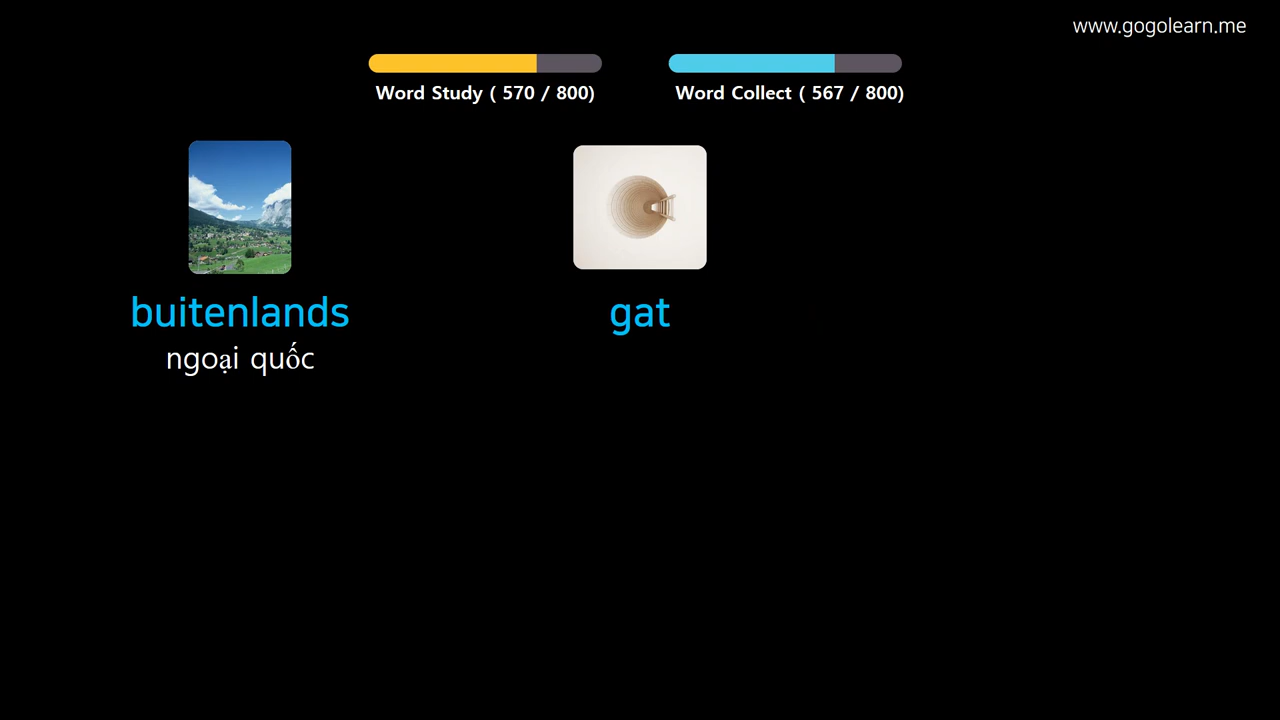 www.gogolearn.me
Word Study ( 570 / 800)
Word Collect ( 567 / 800)
buitenlands
ngoại quốc
gat